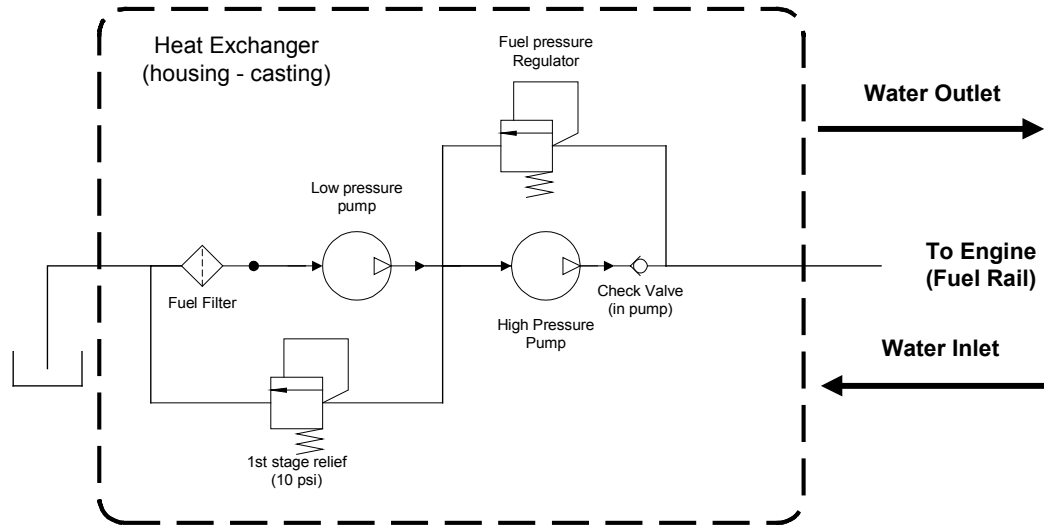 Heat Exchanger
(housing - casting)
Fuel pressure
Regulator
Water Outlet
Low pressure
pump
To Engine
(Fuel Rail)
Fuel Filter
Check Valve
(in pump)
High Pressure
Pump
Water Inlet
1st stage relief
(10 psi)